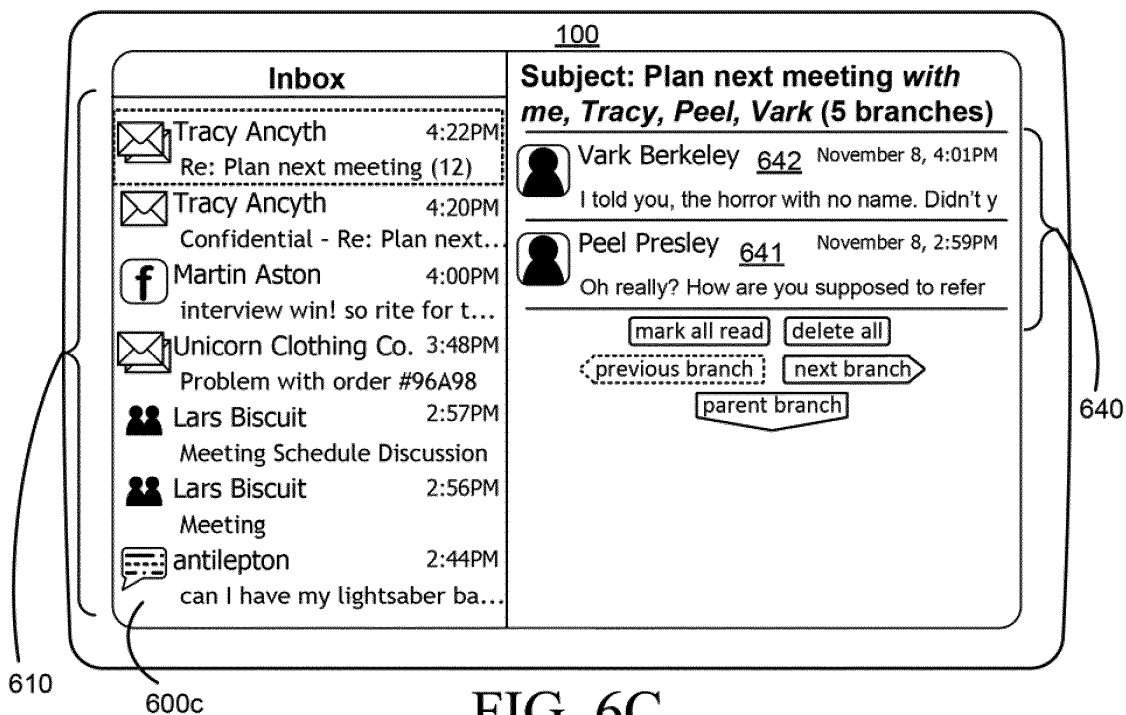 100
Inbox
Tracy Ancyth 4:22PM
Re: Plan next meeting (12)
Tracy Ancyth 4:20PM
Confidential - Re: Plan next...
f Martin Aston 4:00PM
interview win! so rite for t...
Unicorn Clothing Co. 3:48PM
Problem with order #96A98
Lars Biscuit 2:57PM
Meeting Schedule Discussion
Lars Biscuit 2:56PM
Meeting
antilepton 2:44PM
can I have my lightsaber ba...
Subject: Plan next meeting with
me, Tracy, Peel, Vark (5 branches)
Vark Berkeley 642 November 8, 4:01PM
I told you, the horror with no name. Didn't y
Peel Presley 641 November 8, 2:59PM
Oh really? How are you supposed to refer
mark all read delete all
previous branch next branch
parent branch
640
610
600c
FIG. 6C